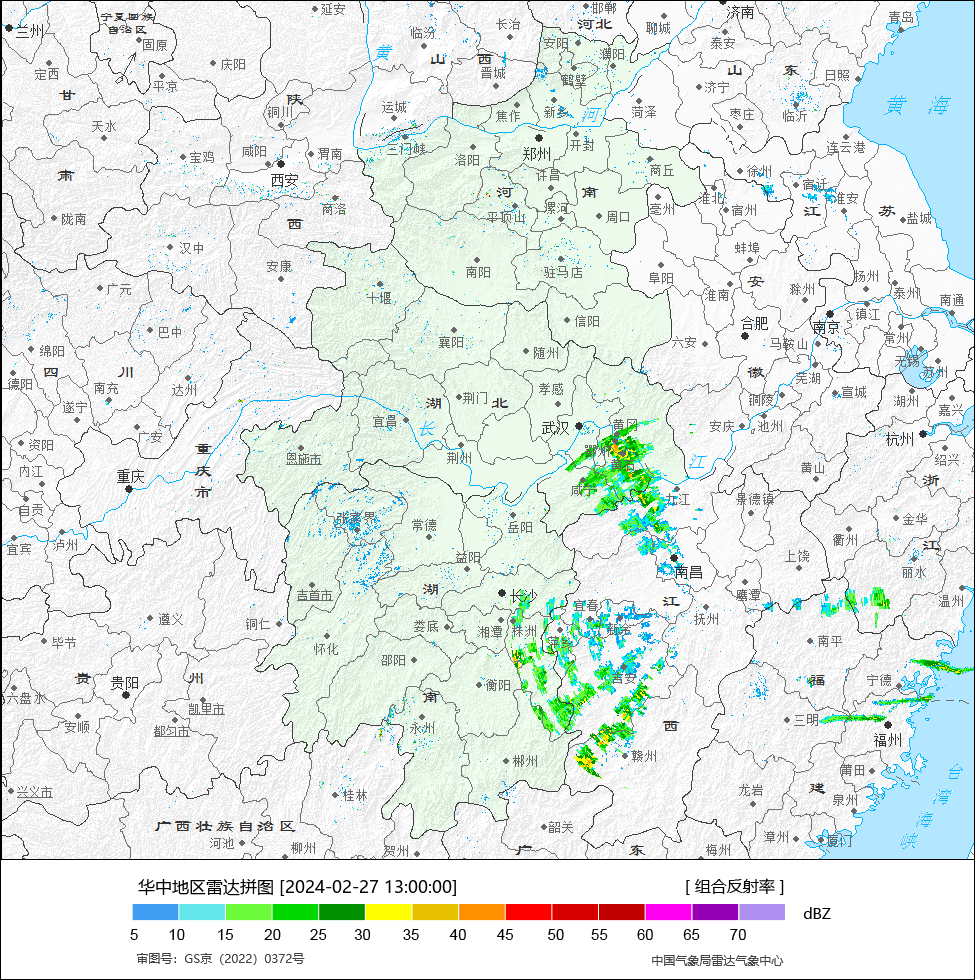 延安 邯郸 济南
兰州 宁夏回族 临汾 长治 河北 聊城 青岛
自治区
固原 黄 安阳 濮阳 泰安
定西 庆阳 山 西 晋城 鹤壁 山 东 日照
平凉 济宁
甘 陕 运城 新乡 河 菏泽 黄 海
铜川 焦作 枣庄 临沂
天水 三门峡 开封
宝鸡 咸阳 渭南 洛阳 郑州 连云港
肃 西安 许昌 商丘 徐州 宿迁
河 南 淮北 淮安
商洛 平顶山 漯河 周口 亳州 宿州 江 苏
陇南 西 盐城
汉中 蚌埠
安康 南阳 驻马店 阜阳 安 扬州
广元 十堰 淮南 滁州 泰州 南通
信阳 南京 镇江
巴中 合肥
绵阳 襄阳 随州 六安 马鞍山 常州
无锡 苏州
德阳 四 川 徽 芜湖
南充 达州 荆门 孝感 宣城 湖州
遂宁 湖 北 铜陵 嘉兴
宜昌 长 武汉 黄冈 安庆 池州
广安 鄂州 杭州
资阳 重 恩施市 荆州 江 绍兴
内江 重庆 庆 黄 黄山 浙
市 咸 九江 景德镇
自贡 张家界 常德 岳阳 金华
宜宾 泸州 衢州 江
益阳 上饶
南昌 丽水
吉首市 湖 长沙 鹰潭 温州
宜春 江
遵义 铜仁 娄底 湘潭 株洲 新余 抚州
毕节 怀化 萍乡 南平
邵阳
贵 州 贵阳 衡阳 吉安 福 宁德
六盘水 南
凯里市 永州 西 三明
安顺 都匀市 福州
郴州 赣州
莆田 台
兴义市 桂林 龙岩 建 泉州 湾
广西壮族自治区 韶关 海
河池 漳州 厦门 峡
柳州 贺州 广 东 梅州
华中地区雷达拼图 [2024-02-27 13:00:00] [ 组合反射率 ]
dBZ
5 10 15 20 25 30 35 40 45 50 55 60 65 70
审图号：GS京（2022）0372号 中国气象局雷达气象中心